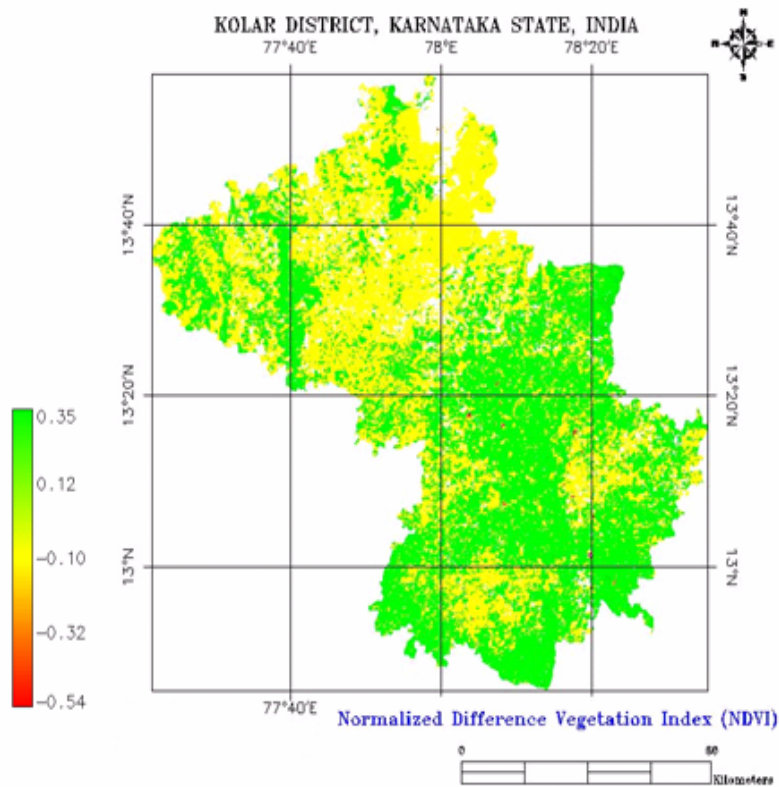 KOLAR DISTRICT, KARNATAKA STATE, INDIA
N
E
S
77°40'E 78°E 78°20'E
13°40'N 13°40'N
13°20'N 13°20'N
13°N 13°N
0.35
0.12
-0.10
-0.32
-0.54
77°40'E 78°E 78°20'E
Normalized Difference Vegetation Index (NDVI)
0
Kilometers